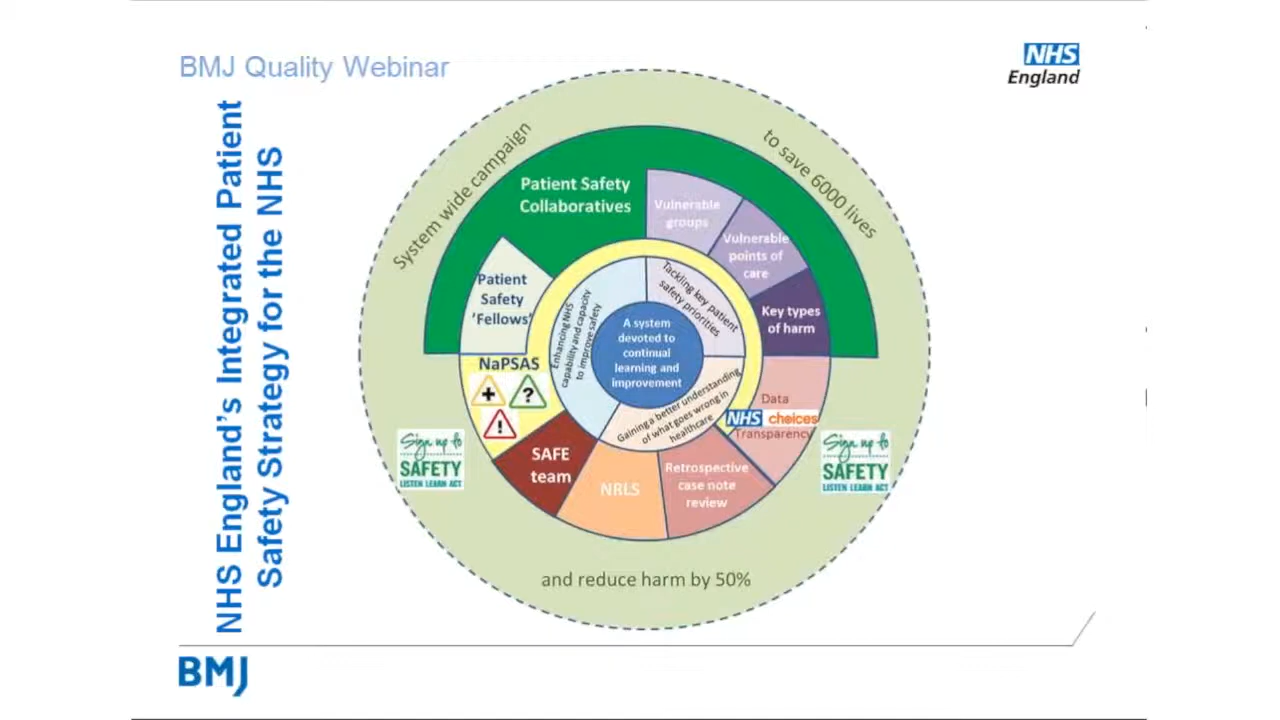 BMJ Quality Webinar
NHS
England
NHS England’s Integrated Patient
Safety Strategy for the NHS
System wide campaign
to save 6000 lives
and reduce harm by 50%
Patient Safety
Collaboratives
Vulnerable
groups
Vulnerable
points of
care
Key types
of harm
Patient
Safety
‘Fellows’
NaPSAS
+
?
!
SAFE
team
NRLS
Retrospective
case note
review
Data
NHS choices
Transparency
Tackling key patient
safety priorities
Enhancing NHS
capability and capacity
to improve safety
Gaining a better understanding
of what goes wrong in
healthcare
A system
devoted to
continual
learning and
improvement
Sign up to
SAFETY
LISTEN LEARN ACT
Sign up to
SAFETY
LISTEN LEARN ACT
BMJ